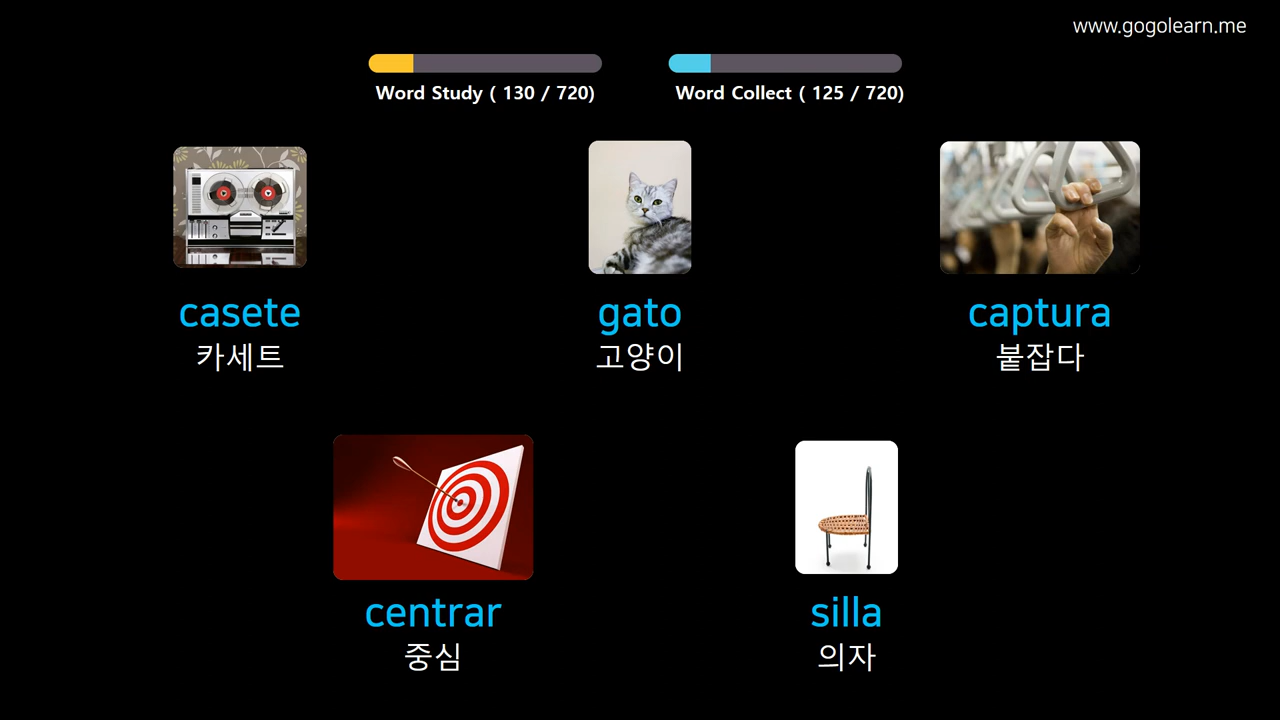 www.gogolearn.me
Word Study ( 130 / 720)
Word Collect ( 125 / 720)
casete
카세트
gato
고양이
captura
붙잡다
centrar
중심
silla
의자